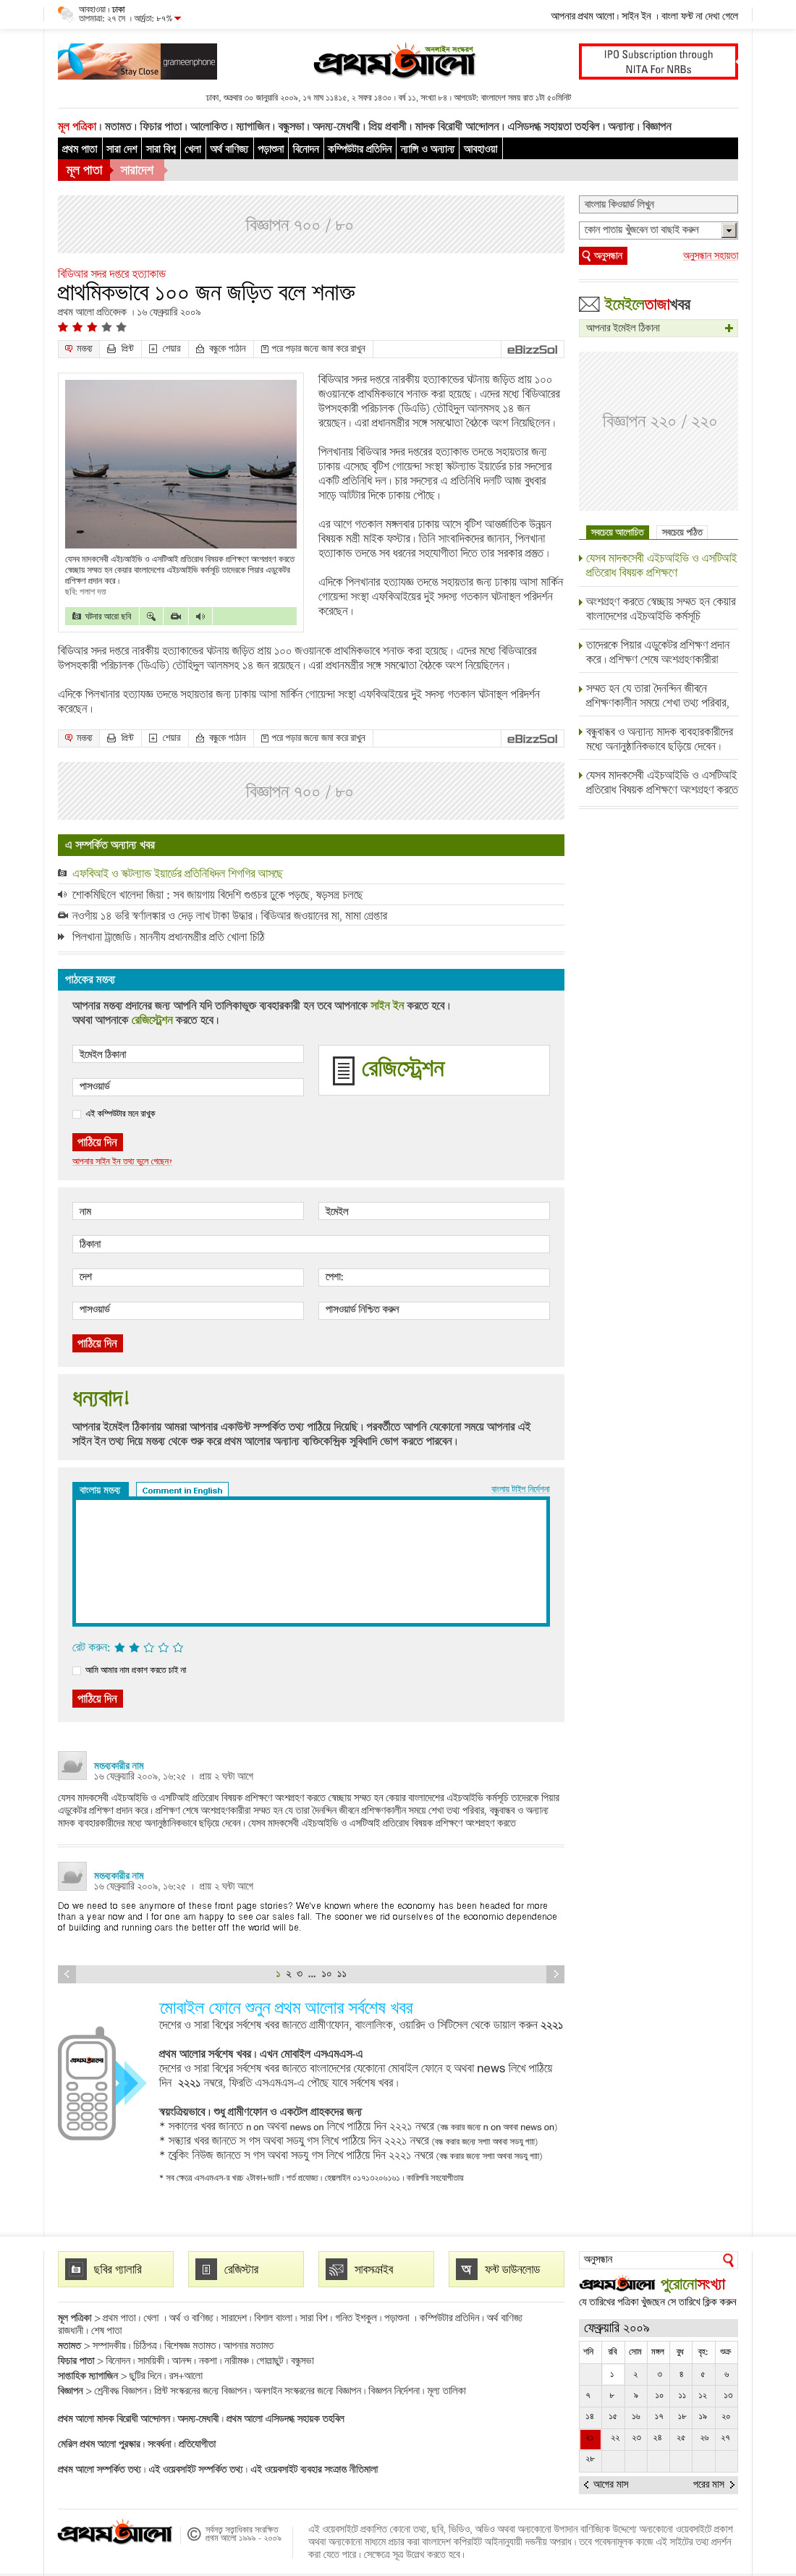 আবহাওয়া। ঢাকা
তাপমাত্রা: ২৭ সে । আর্দ্রতা: ৮৭%
আপনার প্রথম আলো। সাইন ইন । বাংলা ফন্ট না দেখা গেলে
Stay Close
grameenphone
অনলাইন সংস্করণ
প্রথম আলো
IPO Subscription through
NITA For NRBs
ঢাকা, শুক্রবার ৩০ জানুয়ারি ২০০৯, ১৭ মাঘ ১১৪১৫, ২ সফর ১৪৩০। বর্ষ ১১, সংখ্যা ৮৪। আপডেট: বাংলাদেশ সময় রাত ১টা ৫০মিনিট
মূল পত্রিকা। মতামত। ফিচার পাতা। আলোকিত। ম্যাগাজিন। বন্ধুসভা। অদম্য-মেধাবী। প্রিয় প্রবাসী। মাদক বিরোধী আন্দোলন। এসিডদগ্ধ সহায়তা তহবিল। অন্যান্য। বিজ্ঞাপন
প্রথম পাতা সারা দেশ সারা বিশ্ব খেলা অর্থ বাণিজ্য পড়াশুনা বিনোদন কম্পিউটার প্রতিদিন ন্যান্সি ও অন্যান্য আবহাওয়া
মূল পাতা সারাদেশ
বিজ্ঞাপন ৭০০ / ৮০
বাংলায় কিওয়ার্ড লিখুন
কোন পাতায় খুঁজবেন তা বাছাই করুন
অনুসন্ধান
অনুসন্ধান সহায়তা
বিডিআর সদর দপ্তরে হত্যাকান্ড
প্রাথমিকভাবে ১০০ জন জড়িত বলে শনাক্ত
প্রথম আলো প্রতিবেদক । ১৬ ফেব্রুয়ারি ২০০৯
মন্তব্য প্রিন্ট শেয়ার বন্ধুকে পাঠান পরে পড়ার জন্যে জমা করে রাখুন eBizzSol
ইমেইলেতাজাখবর
আপনার ইমেল ঠিকানা
বিজ্ঞাপন ২২০ / ২২০
বিডিআর সদর দপ্তরে নারকীয় হত্যাকান্ডের ঘটনায় জড়িত প্রায় ১০০
জওয়ানকে প্রাথমিকভাবে শনাক্ত করা হয়েছে। এদের মধ্যে বিডিআরের
উপসহকারী পরিচালক (ডিএডি) তৌহিদুল আলমসহ ১৪ জন
রয়েছেন। এরা প্রধানমন্ত্রীর সঙ্গে সমঝোতা বৈঠকে অংশ নিয়েছিলেন।
পিলখানায় বিডিআর সদর দপ্তরের হত্যাকান্ড তদন্তে সহায়তার জন্য
ঢাকায় এসেছে বৃটিশ গোয়েন্দা সংস্থা স্কটল্যান্ড ইয়ার্ডের চার সদস্যের
একটি প্রতিনিধি দল। চার সদস্যের এ প্রতিনিধি দলটি আজ বুধবার
সাড়ে আটটার দিকে ঢাকায় পৌছে।
এর আগে গতকাল মঙ্গলবার ঢাকায় আসে বৃটিশ আন্তর্জাতিক উন্নয়ন
বিষয়ক মন্ত্রী মাইক ফস্টার। তিনি সাংবাদিকদের জানান, পিলখানা
হত্যাকান্ড তদন্তে সব ধরনের সহযোগীতা দিতে তার সরকার প্রস্তুত।
এদিকে পিলখানার হত্যাযজ্ঞ তদন্তে সহায়তার জন্য ঢাকায় আসা মার্কিন
গোয়েন্দা সংস্থা এফবিআইয়ের দুই সদস্য গতকাল ঘটনাস্থল পরিদর্শন
করেছেন।
যেসব মাদকসেবী এইচআইভি ও এসটিআই প্রতিরোধ বিষয়ক প্রশিক্ষণে অংশগ্রহণ করতে
স্বেচ্ছায় সম্মত হন কেয়ার বাংলাদেশের এইচআইভি কর্মসূচি তাদেরকে পিয়ার এডুকেটর
প্রশিক্ষণ প্রদান করে।
ছবি: পলাশ দত্ত
ঘটনার আরো ছবি
সবচেয়ে আলোচিত সবচেয়ে পঠিত
যেসব মাদকসেবী এইচআইভি ও এসটিআই
প্রতিরোধ বিষয়ক প্রশিক্ষণে
অংশগ্রহণ করতে স্বেচ্ছায় সম্মত হন কেয়ার
বাংলাদেশের এইচআইভি কর্মসূচি
তাদেরকে পিয়ার এডুকেটর প্রশিক্ষণ প্রদান
করে। প্রশিক্ষণ শেষে অংশগ্রহণকারীরা
সম্মত হন যে তারা দৈনন্দিন জীবনে
প্রশিক্ষণকালীন সময়ে শেখা তথ্য পরিবার,
বন্ধুবান্ধব ও অন্যান্য মাদক ব্যবহারকারীদের
মধ্যে অনানুষ্ঠানিকভাবে ছড়িয়ে দেবেন।
যেসব মাদকসেবী এইচআইভি ও এসটিআই
প্রতিরোধ বিষয়ক প্রশিক্ষণে অংশগ্রহণ করতে
বিডিআর সদর দপ্তরে নারকীয় হত্যাকান্ডের ঘটনায় জড়িত প্রায় ১০০ জওয়ানকে প্রাথমিকভাবে শনাক্ত করা হয়েছে। এদের মধ্যে বিডিআরের
উপসহকারী পরিচালক (ডিএডি) তৌহিদুল আলমসহ ১৪ জন রয়েছেন। এরা প্রধানমন্ত্রীর সঙ্গে সমঝোতা বৈঠকে অংশ নিয়েছিলেন।
এদিকে পিলখানার হত্যাযজ্ঞ তদন্তে সহায়তার জন্য ঢাকায় আসা মার্কিন গোয়েন্দা সংস্থা এফবিআইয়ের দুই সদস্য গতকাল ঘটনাস্থল পরিদর্শন
করেছেন।
মন্তব্য প্রিন্ট শেয়ার বন্ধুকে পাঠান পরে পড়ার জন্যে জমা করে রাখুন eBizzSol
বিজ্ঞাপন ৭০০ / ৮০
এ সম্পর্কিত অন্যান্য খবর
এফবিআই ও স্কটল্যান্ড ইয়ার্ডের প্রতিনিধিদল শিগগির আসছে
শোকমিছিলে খালেদা জিয়া : সব জায়গায় বিদেশি গুপ্তচর ঢুকে পড়ছে, ষড়সন্ত্র চলছে
নওগাঁয় ১৪ ভরি স্বর্ণালঙ্কার ও দেড় লাখ টাকা উদ্ধার। বিডিআর জওয়ানের মা, মামা গ্রেপ্তার
পিলখানা ট্র্যাজেডি। মাননীয় প্রধানমন্ত্রীর প্রতি খোলা চিঠি
পাঠকের মন্তব্য
আপনার মন্তব্য প্রদানের জন্য আপনি যদি তালিকাভুক্ত ব্যবহারকারী হন তবে আপনাকে সাইন ইন করতে হবে।
অথবা আপনাকে রেজিস্ট্রেশন করতে হবে।
ইমেইল ঠিকানা
রেজিস্ট্রেশন
পাসওয়ার্ড
এই কম্পিউটার মনে রাখুক
পাঠিয়ে দিন
আপনার সাইন ইন তথ্য ভুলে গেছেন?
নাম ইমেইল
ঠিকানা
দেশ পেশা:
পাসওয়ার্ড পাসওয়ার্ড নিশ্চিত করুন
পাঠিয়ে দিন
ধন্যবাদ!
আপনার ইমেইল ঠিকানায় আমরা আপনার একাউন্ট সম্পর্কিত তথ্য পাঠিয়ে দিয়েছি। পরবর্তীতে আপনি যেকোনো সময়ে আপনার এই
সাইন ইন তথ্য দিয়ে মন্তব্য থেকে শুরু করে প্রথম আলোর অন্যান্য ব্যক্তিকেন্দ্রিক সুবিধাদি ভোগ করতে পারবেন।
বাংলায় মন্তব্য Comment in English বাংলায় টাইপ নির্দেশনা
রেট করুন:
আমি আমার নাম প্রকাশ করতে চাই না
পাঠিয়ে দিন
মন্তব্যকারীর নাম
১৬ ফেব্রুয়ারি ২০০৯, ১৬:২৫ । প্রায় ২ ঘন্টা আগে
যেসব মাদকসেবী এইচআইভি ও এসটিআই প্রতিরোধ বিষয়ক প্রশিক্ষণে অংশগ্রহণ করতে স্বেচ্ছায় সম্মত হন কেয়ার বাংলাদেশের এইচআইভি কর্মসূচি তাদেরকে পিয়ার
এডুকেটর প্রশিক্ষণ প্রদান করে। প্রশিক্ষণ শেষে অংশগ্রহণকারীরা সম্মত হন যে তারা দৈনন্দিন জীবনে প্রশিক্ষণকালীন সময়ে শেখা তথ্য পরিবার, বন্ধুবান্ধব ও অন্যান্য
মাদক ব্যবহারকারীদের মধ্যে অনানুষ্ঠানিকভাবে ছড়িয়ে দেবেন। যেসব মাদকসেবী এইচআইভি ও এসটিআই প্রতিরোধ বিষয়ক প্রশিক্ষণে অংশগ্রহণ করতে
মন্তব্যকারীর নাম
১৬ ফেব্রুয়ারি ২০০৯, ১৬:২৫ । প্রায় ২ ঘন্টা আগে
Do we need to see anymore of these front page stories? We've known where the economy has been headed for more
than a year now and I for one am happy to see car sales fall. The sooner we rid ourselves of the economic dependence
of building and running cars the better off the world will be.
১ ২ ৩ ... ১০ ১১
মোবাইল ফোনে শুনুন প্রথম আলোর সর্বশেষ খবর
দেশের ও সারা বিশ্বের সর্বশেষ খবর জানতে গ্রামীণফোন, বাংলালিংক, ওয়ারিদ ও সিটিসেল থেকে ডায়াল করুন ২২২১
প্রথম আলোর সর্বশেষ খবর। এখন মোবাইল এসএমএস-এ
দেশের ও সারা বিশ্বের সর্বশেষ খবর জানতে বাংলাদেশের যেকোনো মোবাইল ফোনে হ অথবা news লিখে পাঠিয়ে
দিন ২২২১ নম্বরে, ফিরতি এসএমএস-এ পৌছে যাবে সর্বশেষ খবর।
স্বয়ংক্রিয়ভাবে। শুধু গ্রামীণফোন ও একটেল গ্রাহকদের জন্য
* সকালের খবর জানতে n on অথবা news on লিখে পাঠিয়ে দিন ২২২১ নম্বরে (বন্ধ করার জন্যে n on অথবা news on)
* সন্ধ্যার খবর জানতে স গস অথবা সডযু গস লিখে পাঠিয়ে দিন ২২২১ নম্বরে
* ব্রেকিং নিউজ জানতে স গস অথবা সডযু গস লিখে পাঠিয়ে দিন ২২২১ নম্বরে
* সব ক্ষেত্রে এসএমএস-র খরচ ২টাকা+ভ্যাট। শর্ত প্রযোজ্য। হেল্পলাইন ০১৭১৩২০৬১৬১। কারিগরি সহযোগীতায়
ছবির গ্যালারি রেজিস্টার সাবসক্রাইব অ ফন্ট ডাউনলোড
অনুসন্ধান
প্রথম আলো পুরোনোসংখ্যা
যে তারিখের পত্রিকা খুঁজছেন সে তারিখে ক্লিক করুন
মূল পত্রিকা > প্রথম পাতা। খেলা । অর্থ ও বাণিজ্য। সারাদেশ। বিশাল বাংলা। সারা বিশ্ব। গনিত ইশকুল। পড়াশুনা । কম্পিউটার প্রতিদিন। অর্থ বাণিজ্য
রাজধানী। শেষ পাতা
মতামত > সম্পাদকীয়। চিঠিপত্র। বিশেষজ্ঞ মতামত। আপনার মতামত
ফিচার পাতা > বিনোদন। সাময়িকী। আনন্দ। নকশা। নারীমঞ্চ। গোল্লাছুট। বন্ধুসভা
সাপ্তাহিক ম্যাগাজিন > ছুটির দিনে। রস+আলো
বিজ্ঞাপন > শ্রেনীবদ্ধ বিজ্ঞাপন। প্রিন্ট সংস্করনের জন্যে বিজ্ঞাপন। অনলাইন সংস্করনের জন্যে বিজ্ঞাপন। বিজ্ঞাপন নির্দেশনা। মূল্য তালিকা
প্রথম আলো মাদক বিরোধী আন্দোলন। অদম্য-মেধাবী। প্রথম আলো এসিডদগ্ধ সহায়ক তহবিল
মেরিল প্রথম আলো পুরস্কার। সংবর্ধনা। প্রতিযোগীতা
প্রথম আলো সম্পর্কিত তথ্য। এই ওয়েবসাইট সম্পর্কিত তথ্য। এই ওয়েবসাইট ব্যবহার সংক্রান্ত নীতিমালা
ফেব্রুয়ারি ২০০৯
শনি রবি সোম মঙ্গল বুধ বৃহ: শুক্র
১ ২ ৩ ৪ ৫ ৬
৭ ৮ ৯ ১০ ১১ ১২ ১৩
১৪ ১৫ ১৬ ১৭ ১৮ ১৯ ২০
২১ ২২ ২৩ ২৪ ২৫ ২৬ ২৭
২৮
আগের মাস পরের মাস
প্রথম আলো
© সর্বসত্ব সত্বাধিকার সংরক্ষিত
প্রথম আলো ১৯৯৯ - ২০০৯
এই ওয়েবসাইটে প্রকাশিত কোনো তথ্য, ছবি, ভিডিও, অডিও অথবা অন্যকোনো উপাদান বাণিজ্যিক উদ্দেশ্যে অন্যকোনো ওয়েবসাইটে প্রকাশ
অথবা অন্যকোনো মাধ্যমে প্রচার করা বাংলাদেশ কপিরাইট আইনানুযায়ী দন্ডনীয় অপরাধ। তবে গবেষনামূলক কাজে এই সাইটের তথ্য প্রদর্শন
করা যেতে পারে। সেক্ষেত্রে সূত্র উল্লেখ করতে হবে।